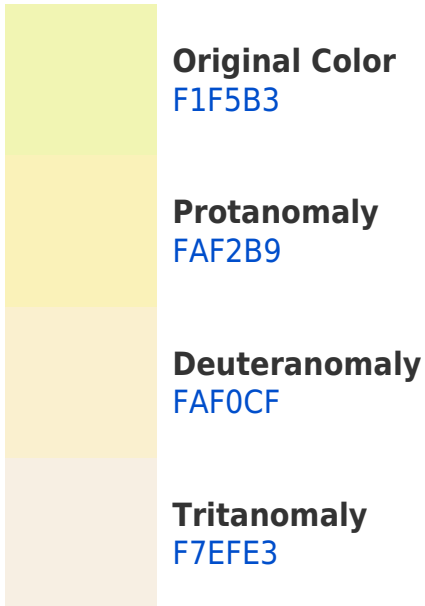 Original Color
F1F5B3
Protanomaly
FAF2B9
Deuteranomaly
FAF0CF
Tritanomaly
F7EFE3